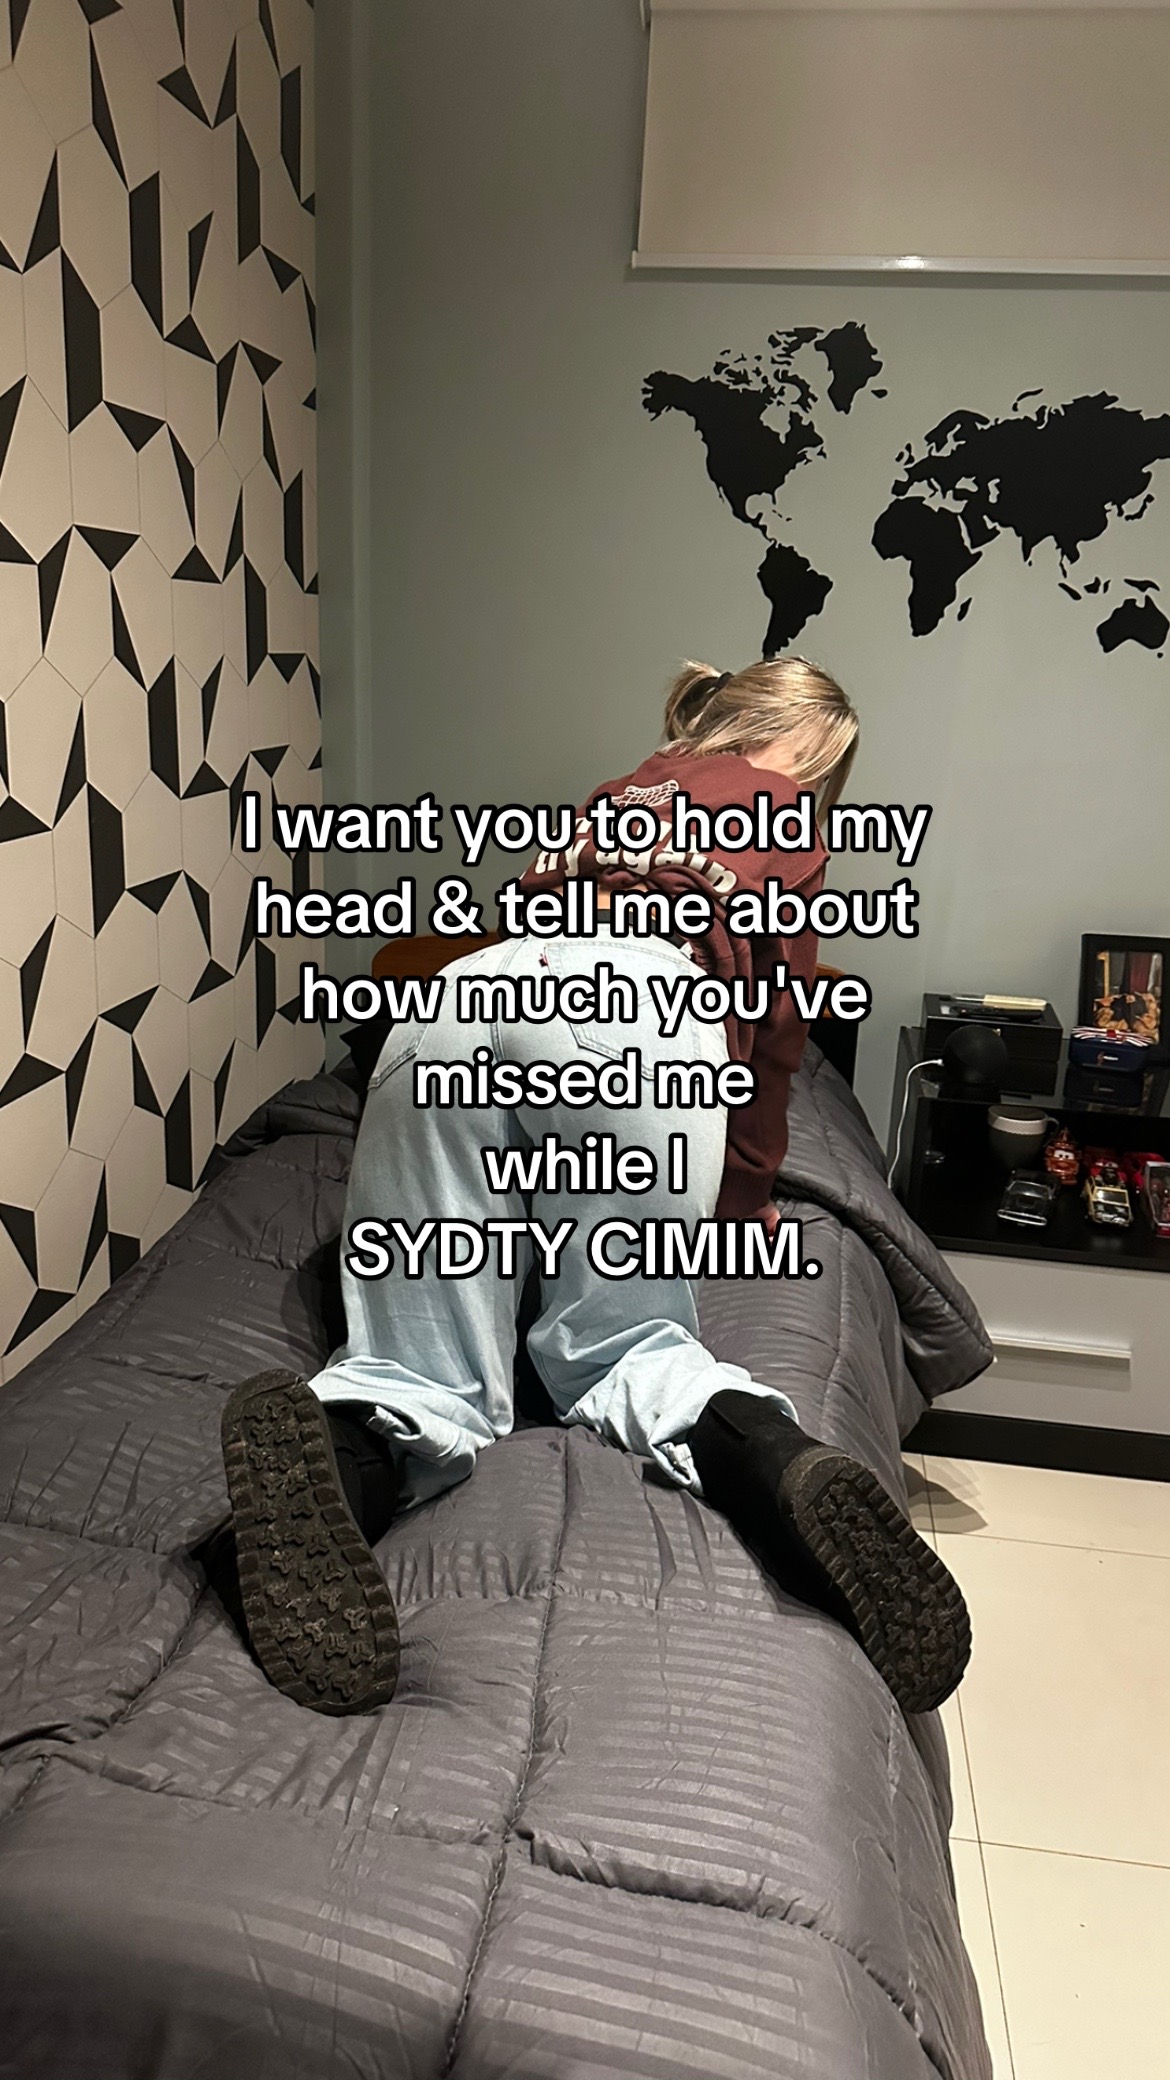 I want you to hold my
head & tell me about
how much you've
missed me
while I
SYDTY CIMIM.